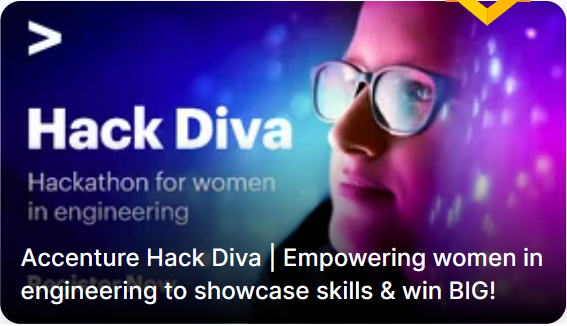 >
Hack Diva
Hackathon for women
in engineering
Accenture Hack Diva | Empowering women in
engineering to showcase skills & win BIG!